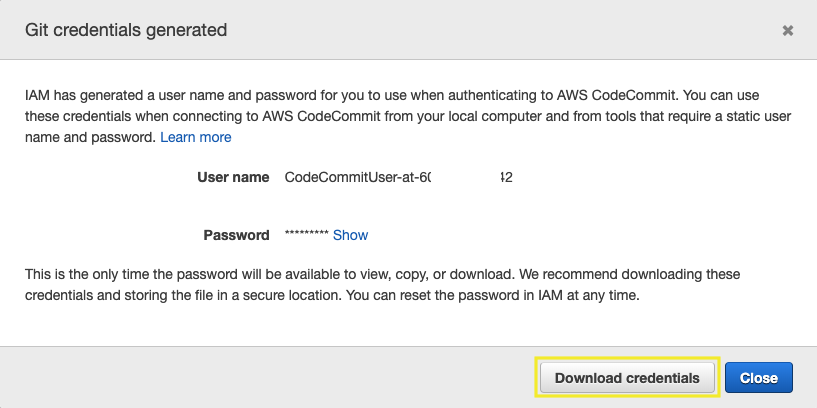 Git credentials generated
IAM has generated a user name and password for you to use when authenticating to AWS CodeCommit. You can use
these credentials when connecting to AWS CodeCommit from your local computer and from tools that require a static user
name and password. Learn more
User name CodeCommitUser-at-60 42
Password ********* Show
This is the only time the password will be available to view, copy, or download. We recommend downloading these
credentials and storing the file in a secure location. You can reset the password in IAM at any time.
Download credentials Close